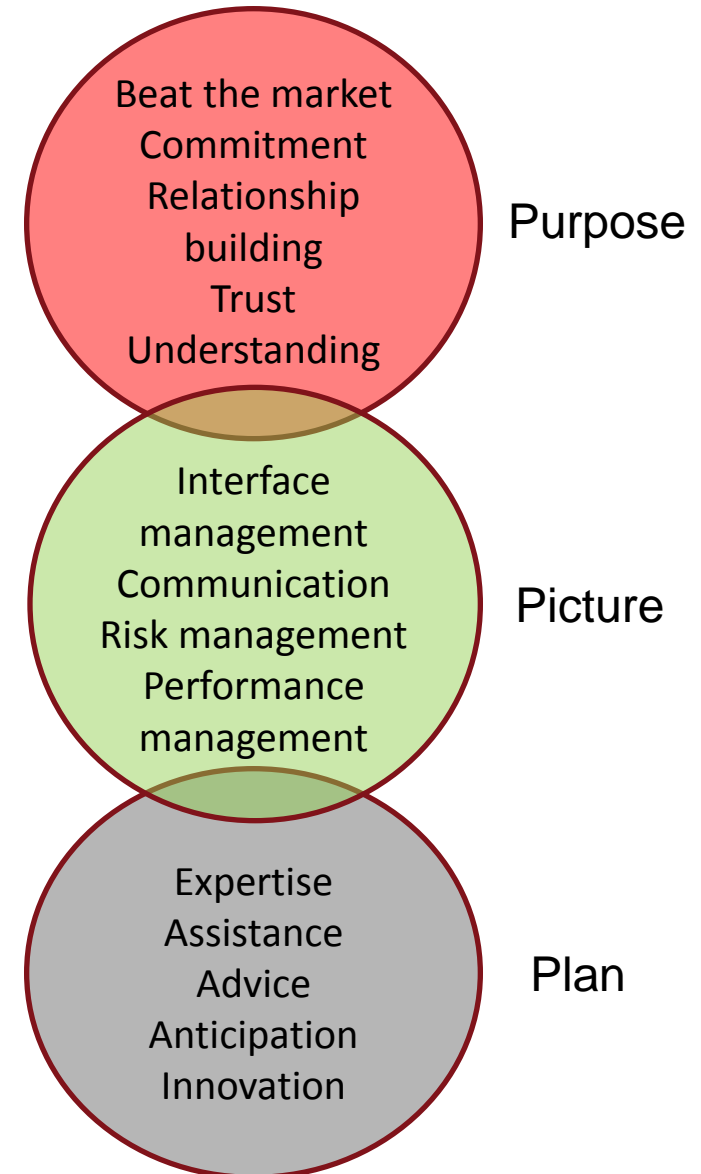 Beat the market
Commitment
Relationship
building
Trust
Understanding
Purpose
Interface
management
Communication
Risk management
Performance
management
Picture
Expertise
Assistance
Advice
Anticipation
Innovation
Plan